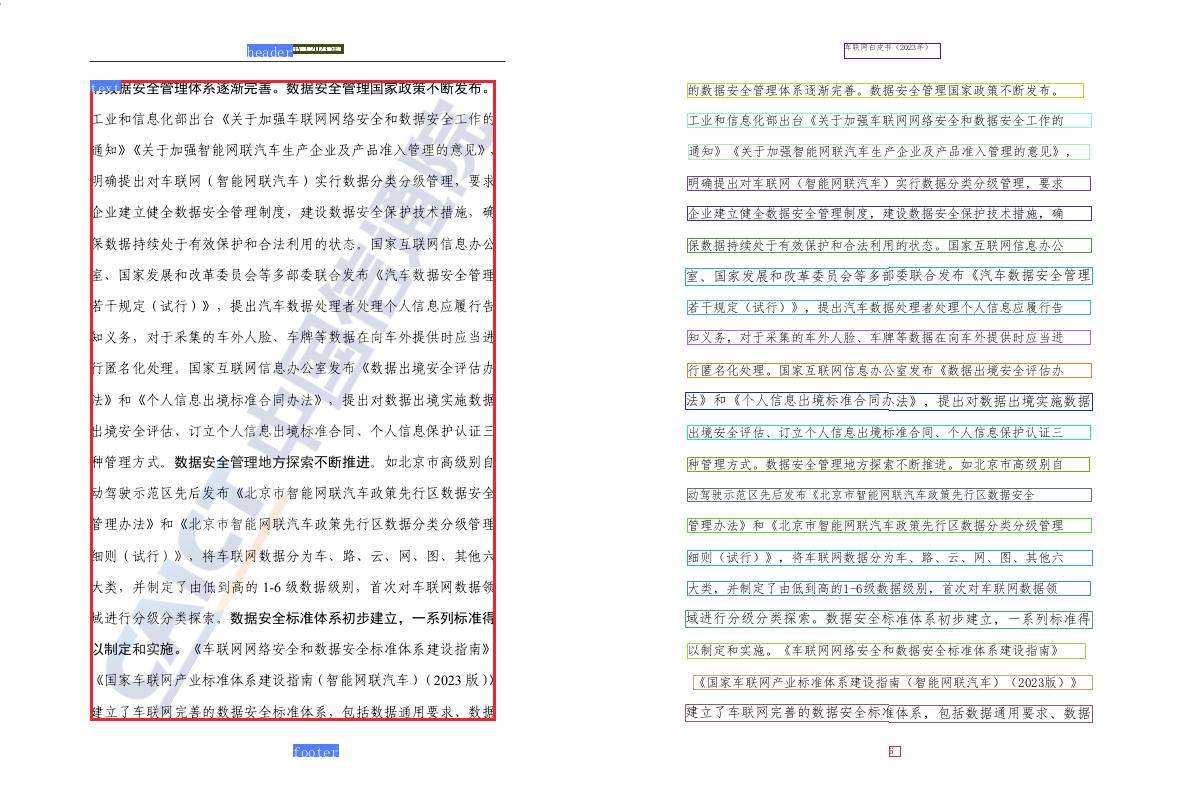 header
text
的数据安全管理体系逐渐完善。数据安全管理国家政策不断发布。
工业和信息化部出台《关于加强车联网网络安全和数据安全工作的
通知》《关于加强智能网联汽车生产企业及产品准入管理的意见》，
明确提出对车联网（智能网联汽车）实行数据分类分级管理，要求
企业建立健全数据安全管理制度，建设数据安全保护技术措施，确
保数据持续处于有效保护和合法利用的状态。国家互联网信息办公
室、国家发展和改革委员会等多部委联合发布《汽车数据安全管理
若干规定（试行）》，提出汽车数据处理者处理个人信息应履行告
知义务，对于采集的车外人脸、车牌等数据在向车外提供时应当进
行匿名化处理。国家互联网信息办公室发布《数据出境安全评估办
法》和《个人信息出境标准合同办法》，提出对数据出境实施数据
出境安全评估、订立个人信息出境标准合同、个人信息保护认证三
种管理方式。数据安全管理地方探索不断推进。如北京市高级别自
动驾驶示范区先后发布《北京市智能网联汽车政策先行区数据安全
管理办法》和《北京市智能网联汽车政策先行区数据分类分级管理
细则（试行）》，将车联网数据分为车、路、云、网、图、其他六
大类，并制定了由低到高的 1-6 级数据级别，首次对车联网数据领
域进行分级分类探索。数据安全标准体系初步建立，一系列标准得
以制定和实施。《车联网网络安全和数据安全标准体系建设指南》
《国家车联网产业标准体系建设指南（智能网联汽车）（2023 版）》
建立了车联网完善的数据安全标准体系，包括数据通用要求、数据
CAICT 中国信通院
footer
车联网白皮书（2023年）
的数据安全管理体系逐渐完善。数据安全管理国家政策不断发布。
工业和信息化部出台《关于加强车联网网络安全和数据安全工作的
通知》《关于加强智能网联汽车生产企业及产品准入管理的意见》，
明确提出对车联网（智能网联汽车）实行数据分类分级管理，要求
企业建立健全数据安全管理制度，建设数据安全保护技术措施，确
保数据持续处于有效保护和合法利用的状态。国家互联网信息办公
室、国家发展和改革委员会等多部委联合发布《汽车数据安全管理
若干规定（试行）》，提出汽车数据处理者处理个人信息应履行告
知义务，对于采集的车外人脸、车牌等数据在向车外提供时应当进
行匿名化处理。国家互联网信息办公室发布《数据出境安全评估办
法》和《个人信息出境标准合同办法》，提出对数据出境实施数据
出境安全评估、订立个人信息出境标准合同、个人信息保护认证三
种管理方式。数据安全管理地方探索不断推进。如北京市高级别自
动驾驶示范区先后发布《北京市智能网联汽车政策先行区数据安全
管理办法》和《北京市智能网联汽车政策先行区数据分类分级管理
细则（试行）》，将车联网数据分为车、路、云、网、图、其他六
大类，并制定了由低到高的1-6级数据级别，首次对车联网数据领
域进行分级分类探索。数据安全标准体系初步建立，一系列标准得
以制定和实施。《车联网网络安全和数据安全标准体系建设指南》
《国家车联网产业标准体系建设指南（智能网联汽车）（2023版）》
建立了车联网完善的数据安全标准体系，包括数据通用要求、数据